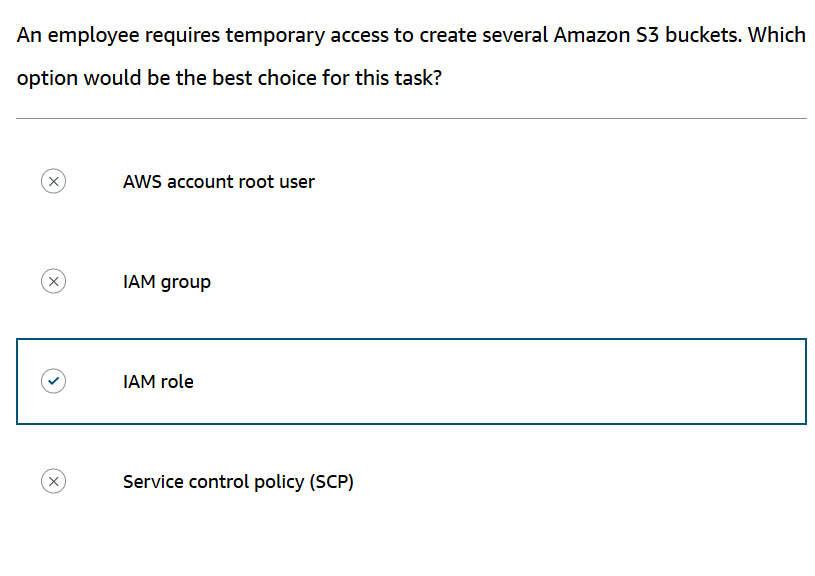 An employee requires temporary access to create several Amazon S3 buckets. Which
option would be the best choice for this task?
AWS account root user
IAM group
IAM role
Service control policy (SCP)